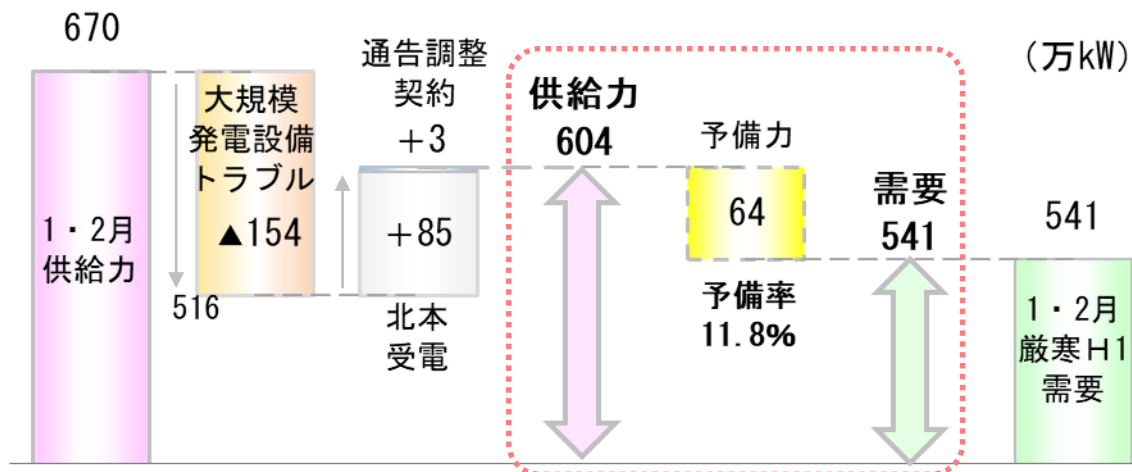 670
1・2月
供給力
大規模
発電設備
トラブル
▲154
516
通告調整
契約
+3
+85
北本
受電
供給力
604
予備力
64
予備率
11.8%
需要
541
(万kW)
541
1・2月
厳寒H1
需要